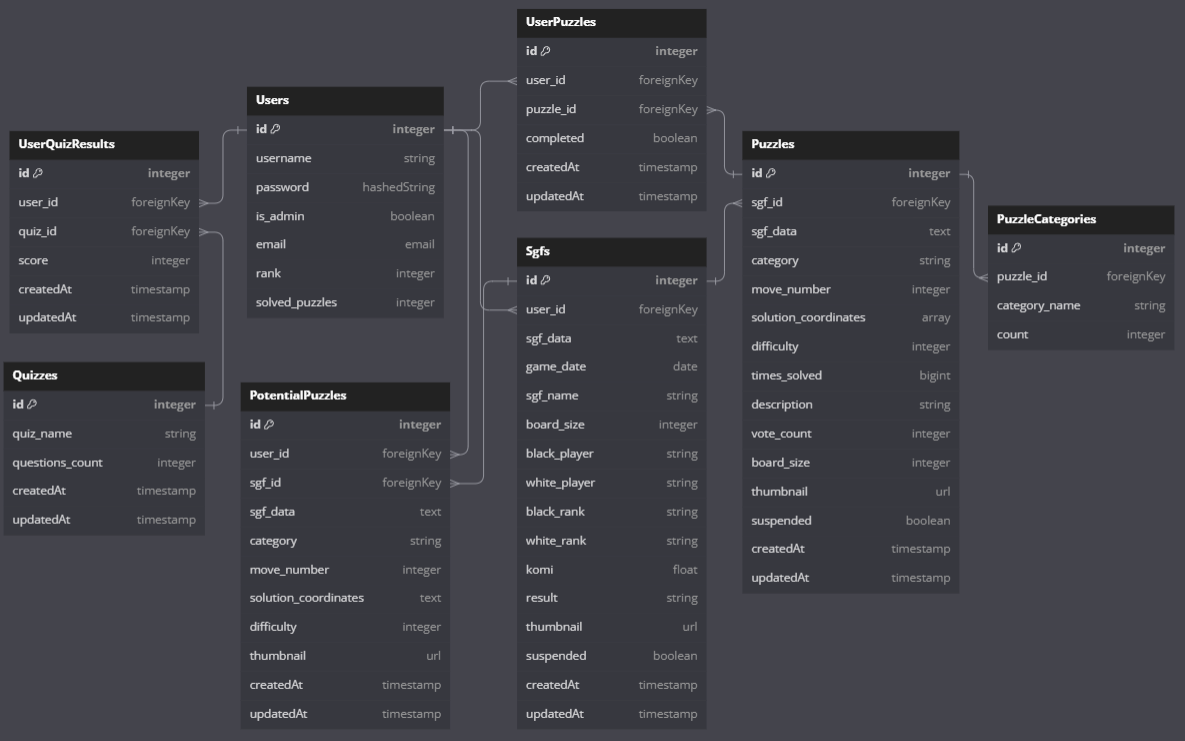 UserQuizResults
id integer
user_id foreignKey
quiz_id foreignKey
score integer
createdAt timestamp
updatedAt timestamp
Quizzes
id integer
quiz_name string
questions_count integer
createdAt timestamp
updatedAt timestamp
Users
id integer
username string
password hashedString
is_admin boolean
email email
rank integer
solved_puzzles integer
PotentialPuzzles
id integer
user_id foreignKey
sgf_id foreignKey
sgf_data text
category string
move_number integer
solution_coordinates text
difficulty integer
thumbnail url
createdAt timestamp
updatedAt timestamp
UserPuzzles
id integer
user_id foreignKey
puzzle_id foreignKey
completed boolean
createdAt timestamp
updatedAt timestamp
Sgfs
id integer
user_id foreignKey
sgf_data text
game_date date
sgf_name string
board_size integer
black_player string
white_player string
black_rank string
white_rank string
komi float
result string
thumbnail url
suspended boolean
createdAt timestamp
updatedAt timestamp
Puzzles
id integer
sgf_id foreignKey
sgf_data text
category string
move_number integer
solution_coordinates array
difficulty integer
times_solved bigint
description string
vote_count integer
board_size integer
thumbnail url
suspended boolean
createdAt timestamp
updatedAt timestamp
PuzzleCategories
id integer
puzzle_id foreignKey
category_name string
count integer